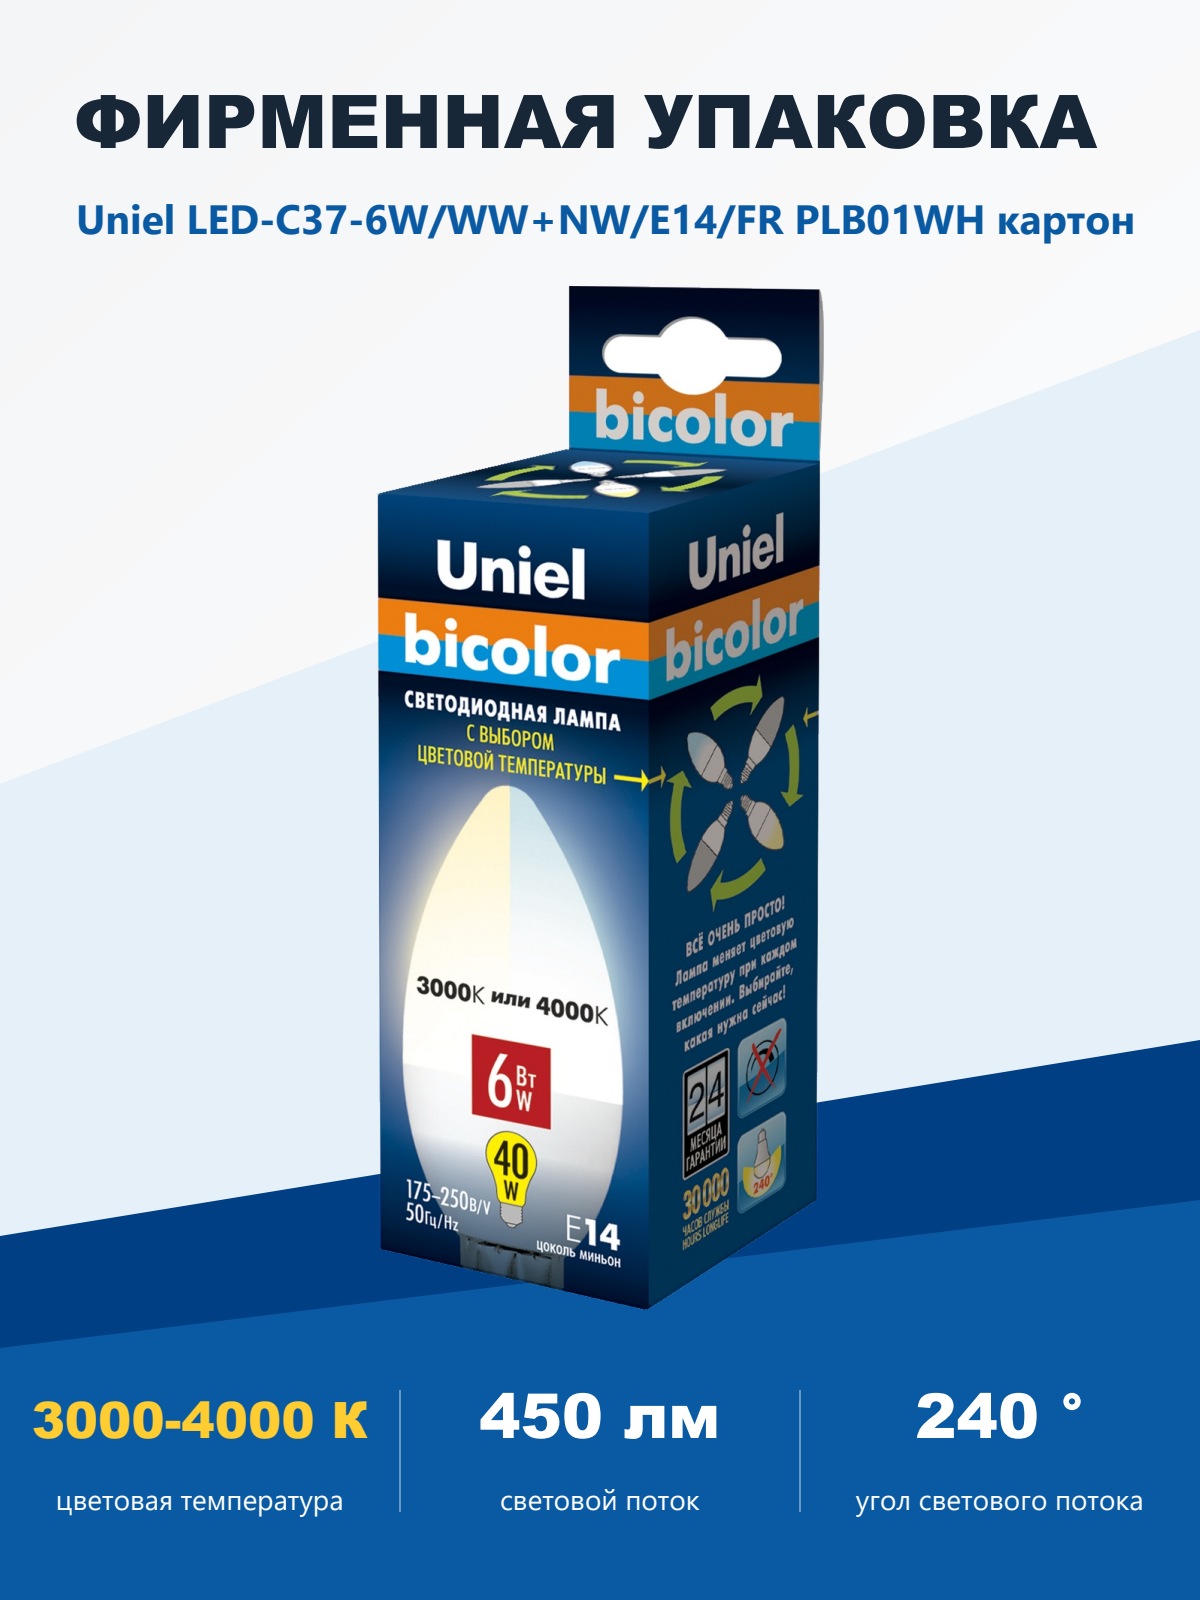 ФИРМЕННАЯ УПАКОВКА
Uniel LED-C37-6W/WW+NW/E14/FR PLB01WH картон
bicolor
Uniel
bicolor
СВЕТОДИОДНАЯ ЛАМПА
С ВЫБОРОМ
ЦВЕТОВОЙ ТЕМПЕРАТУРЫ
3000К или 4000К
6 Вт W
40 W
175–250В/V
50Гц/Hz
E14
цоколь миньон
Uniel
bicolor
ВСЁ ОЧЕНЬ ПРОСТО!
Лампа меняет цветовую
температуру при каждом
включении. Выбирайте,
какая нужна сейчас!
24
МЕСЯЦА
ГАРАНТИИ
240°
30 000
ЧАСОВ СЛУЖБЫ
HOURS LONGLIFE
3000-4000 К
цветовая температура
450 лм
световой поток
240 °
угол светового потока